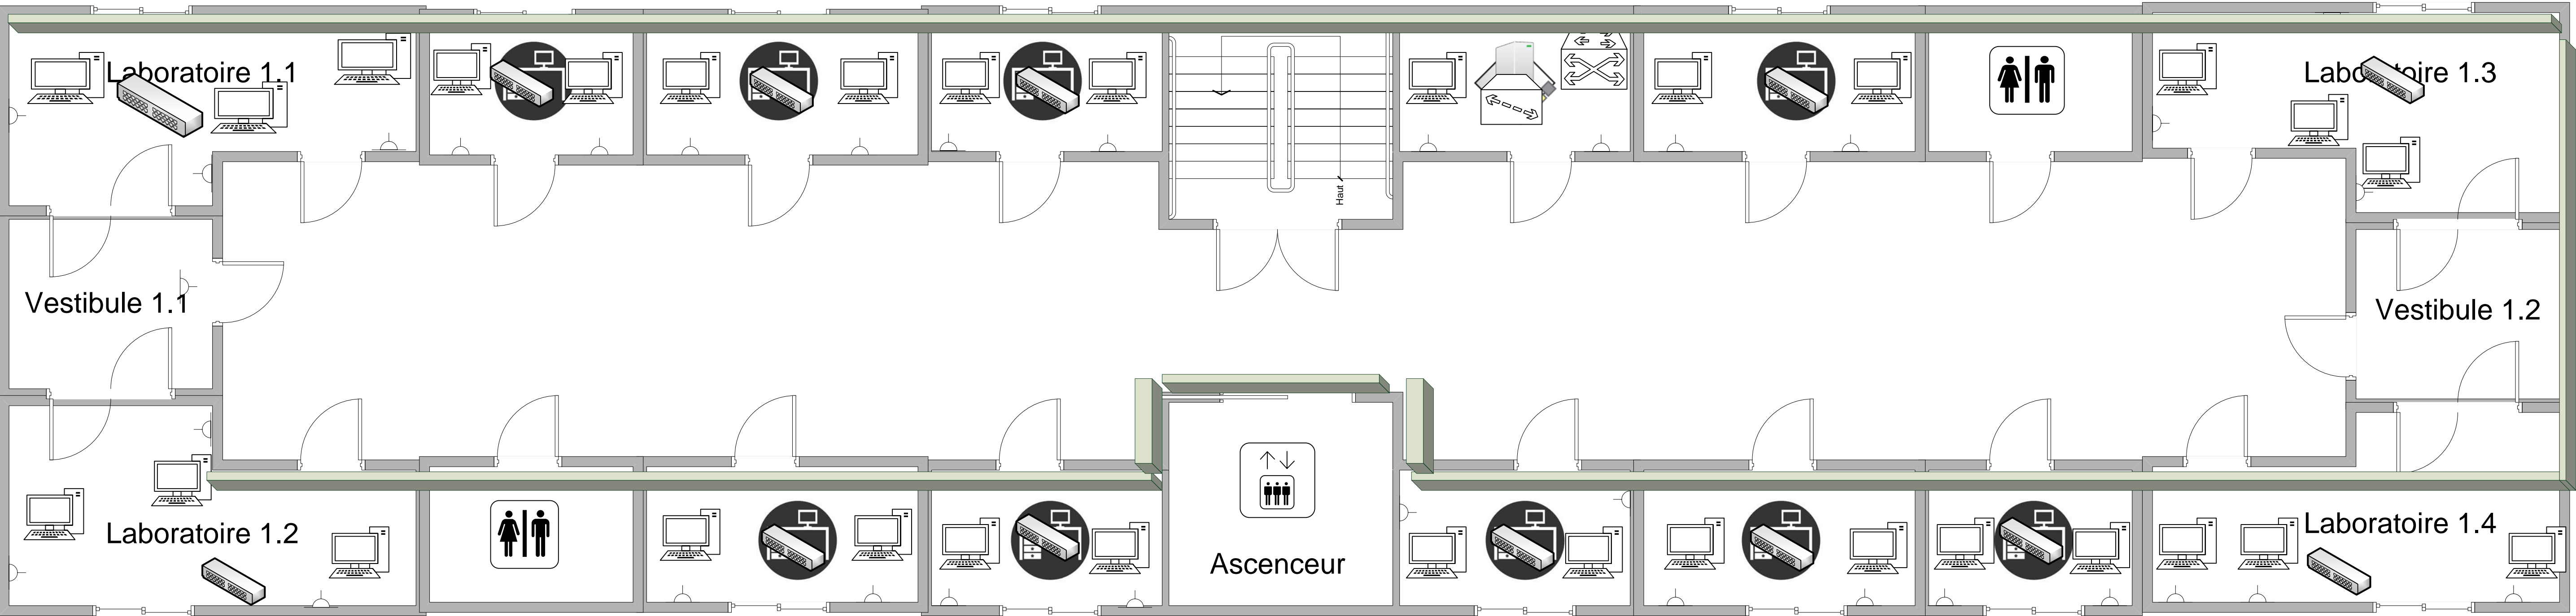 Laboratoire 1.1
Laboratoire 1.3
Haut
Vestibule 1.1
Vestibule 1.2
Laboratoire 1.2
Ascenceur
Laboratoire 1.4